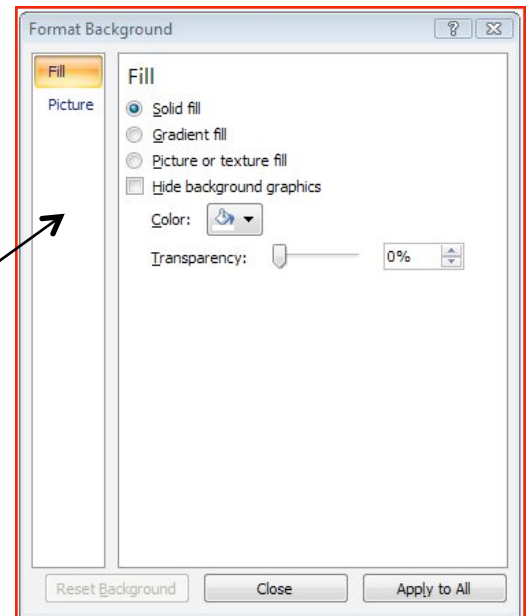 Format Background
Fill
Picture
Fill
Solid fill
Gradient fill
Picture or texture fill
Hide background graphics
Color:
Transparency: 0%
Reset Background Close Apply to All